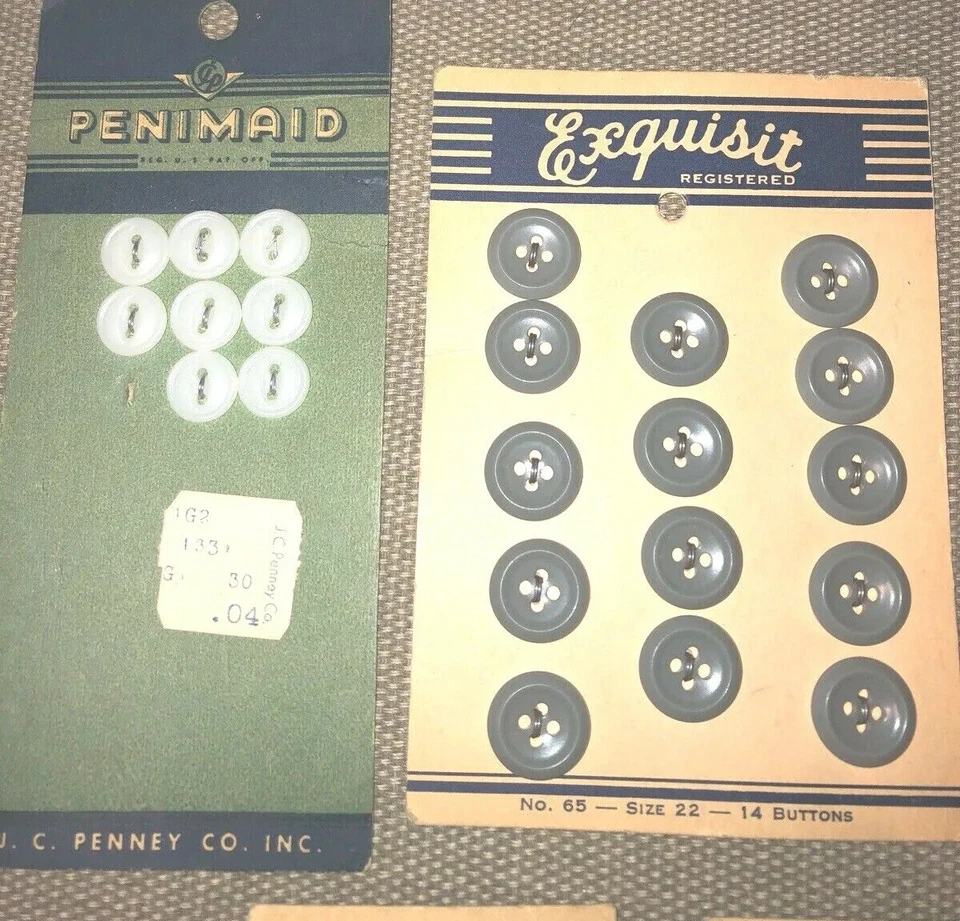 PENIMAID
REG. U. S. PAT. OFF.
1G2
133
G. 30
.04
J.C. Penney Co.
J. C. PENNEY CO. INC.
Exquisit
REGISTERED
No. 65 — SIZE 22 — 14 BUTTONS